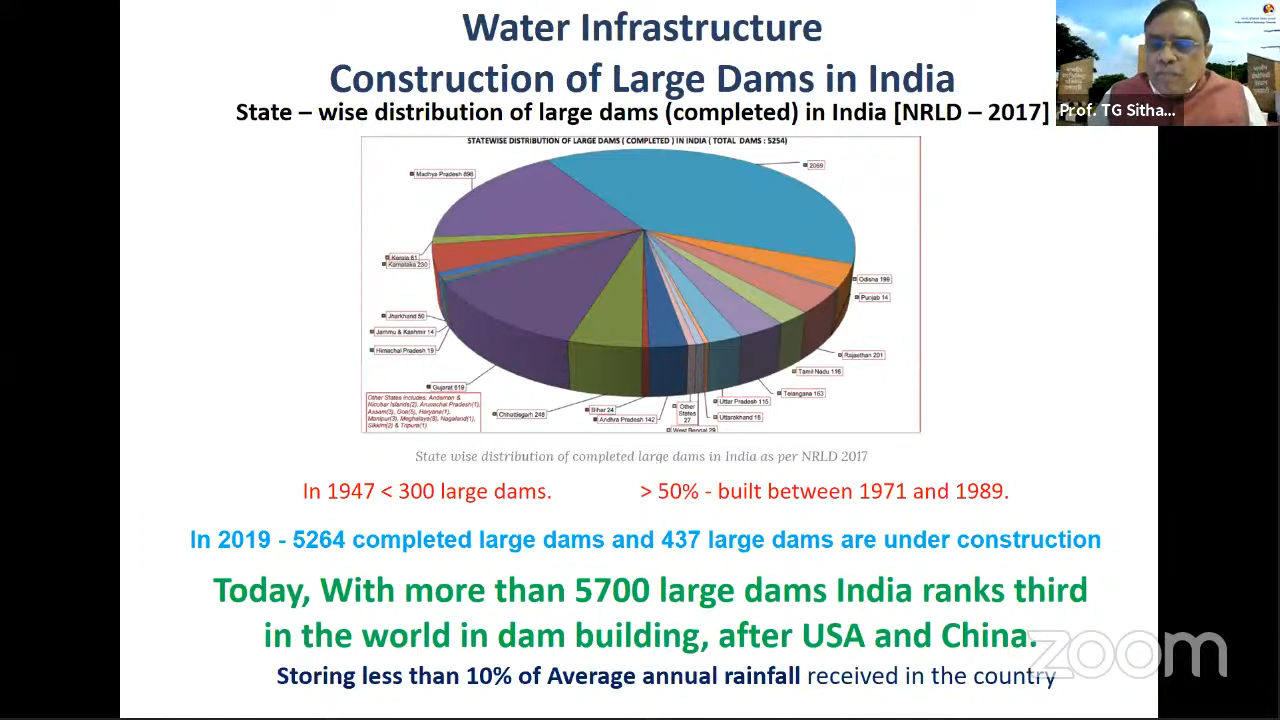 Water Infrastructure
Construction of Large Dams in India
State – wise distribution of large dams (completed) in India [NRLD – 2017]
Prof. TG Sitha...
STATEWISE DISTRIBUTION OF LARGE DAMS ( COMPLETED ) IN INDIA ( TOTAL DAMS : 5254)
2069
Madhya Pradesh 896
Kerala 61
Karnataka 230
Odisha 199
Punjab 14
Jharkhand 50
Jammu & Kashmir 14
Himachal Pradesh 19
Rajasthan 201
Tamil Nadu 116
Gujarat 619
Telangana 163
Uttar Pradesh 115
Other
States
27
Bihar 24
Chhattisgarh 248
Andhra Pradesh 142
Uttarakhand 16
West Bengal 29
Other States includes: Andaman &
Nicobar Islands(2), Arunachal Pradesh(1),
Assam(3), Goa(5), Haryana(1),
Manipur(3), Meghalaya(8), Nagaland(1),
Sikkim(2) & Tripura(1)
State wise distribution of completed large dams in India as per NRLD 2017
In 1947 < 300 large dams. > 50% - built between 1971 and 1989.
In 2019 - 5264 completed large dams and 437 large dams are under construction
Today, With more than 5700 large dams India ranks third
in the world in dam building, after USA and China.
Storing less than 10% of Average annual rainfall received in the country
zoom